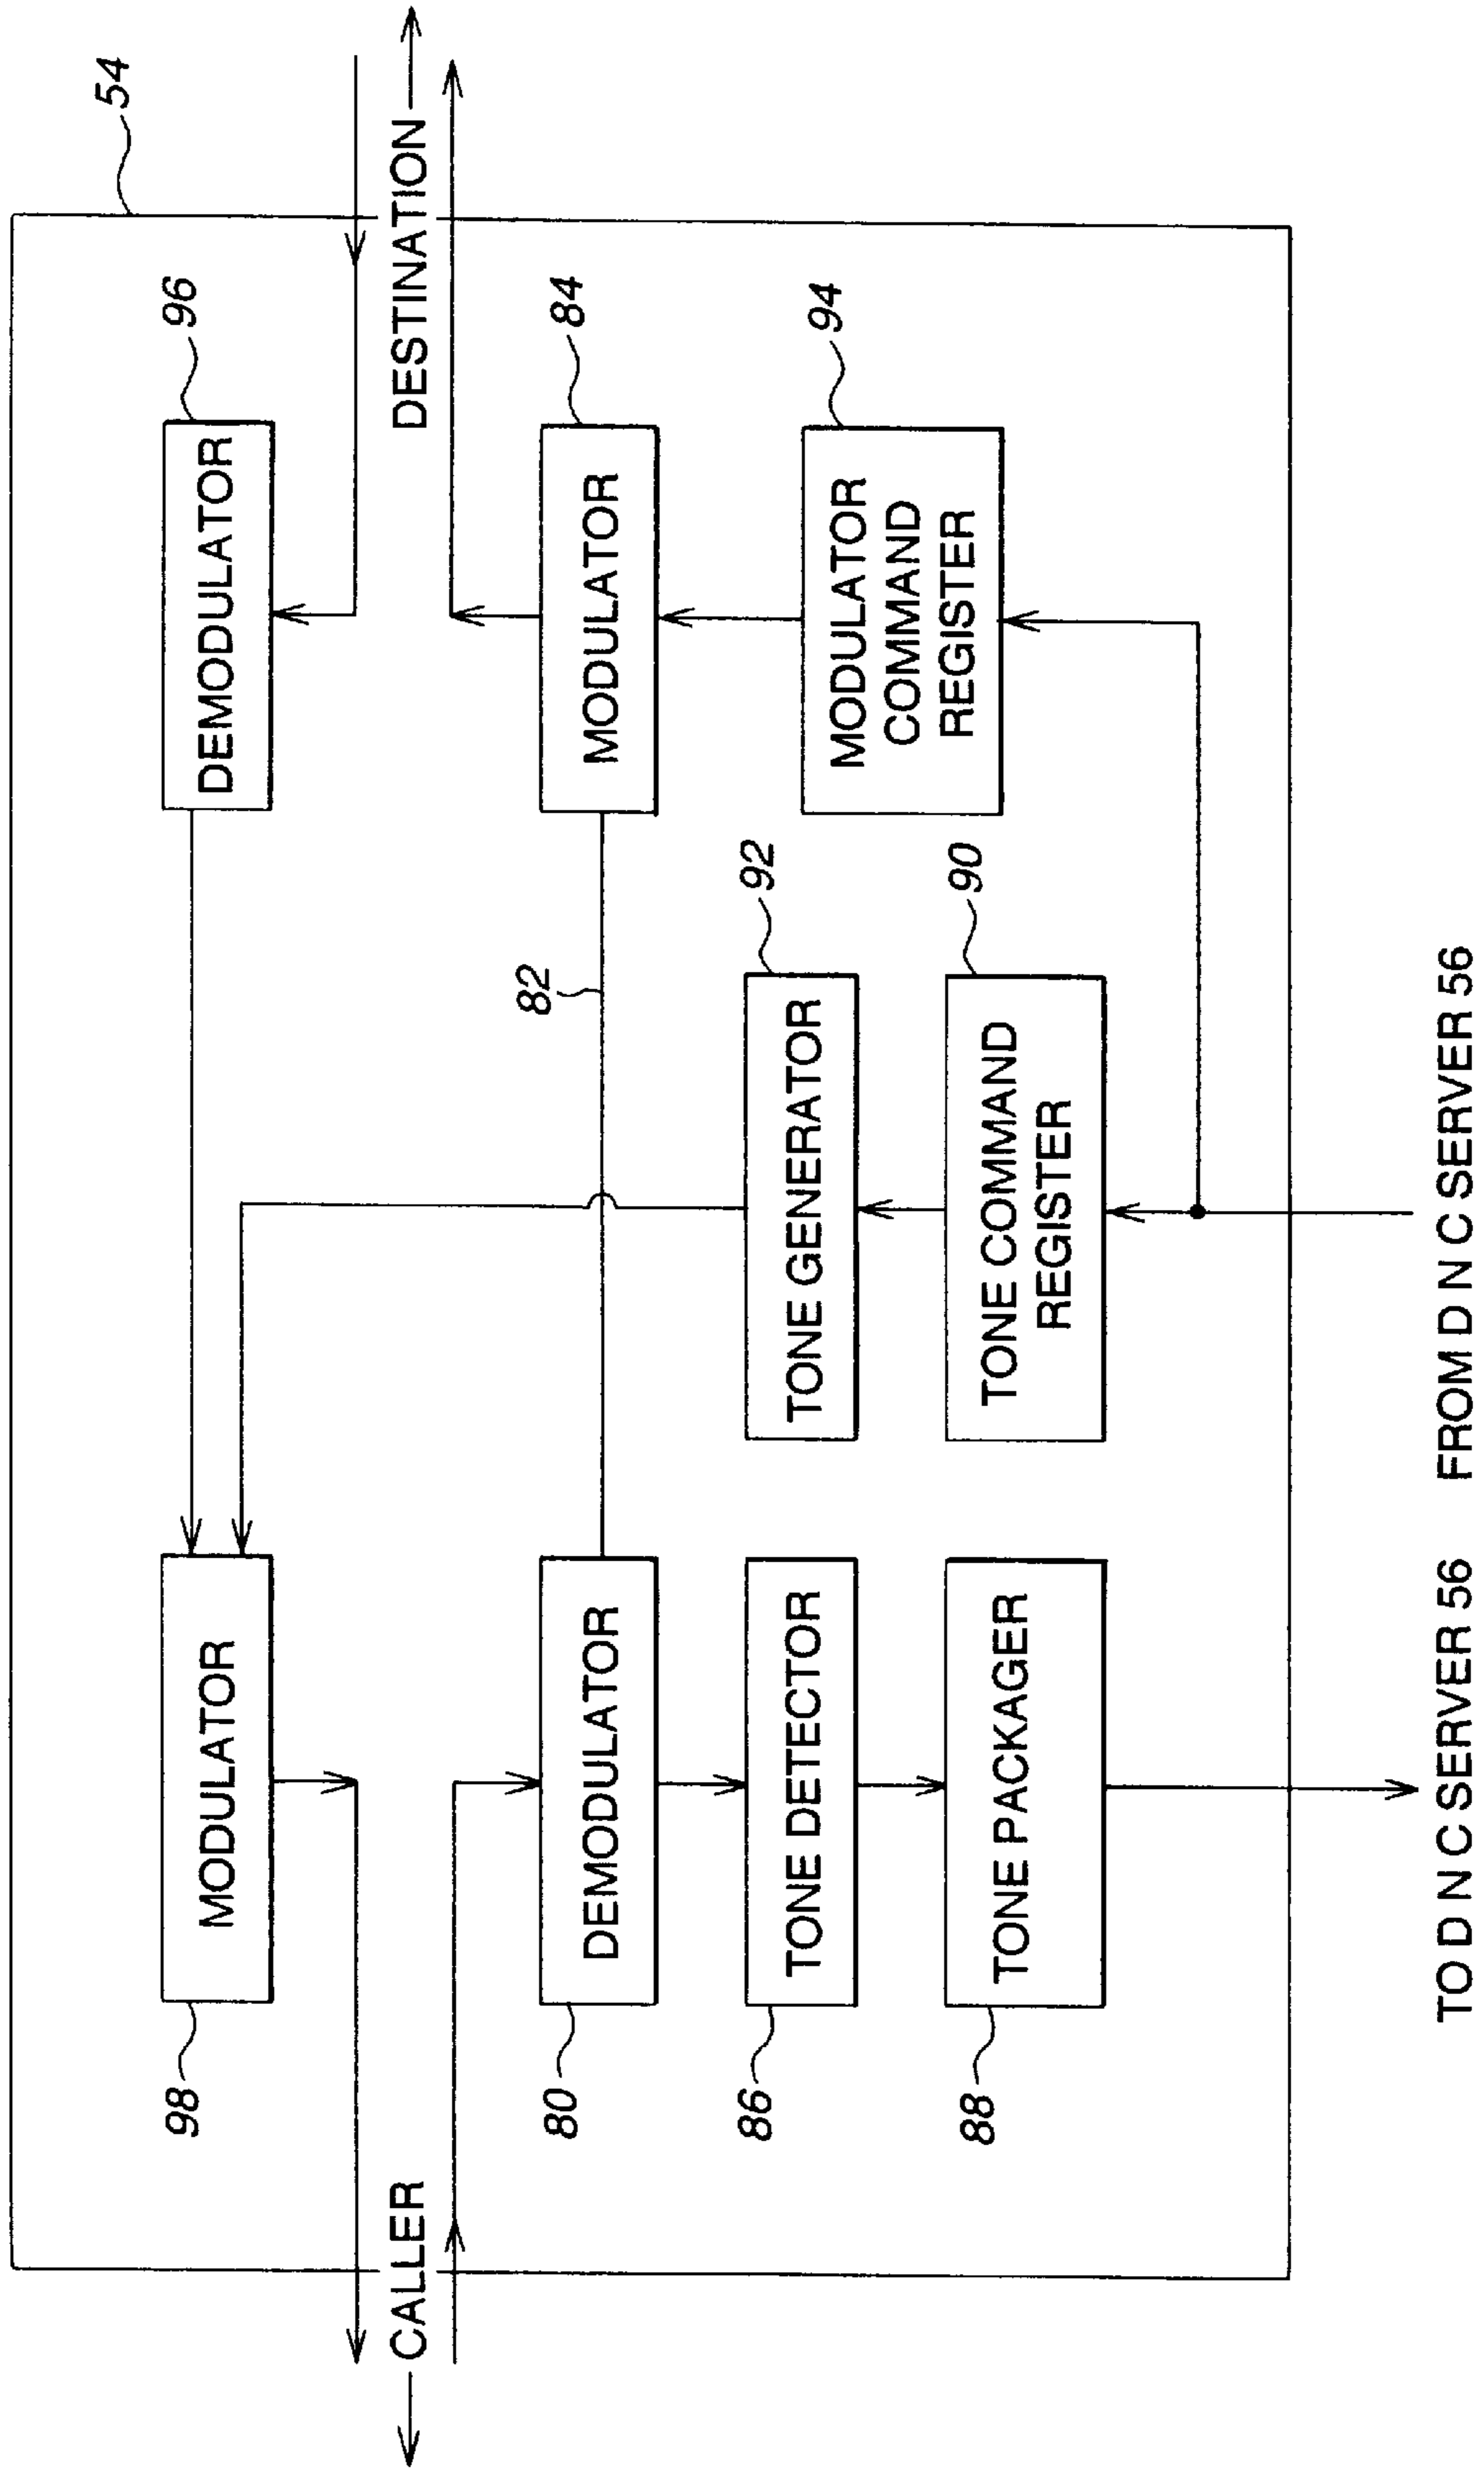 54
98
MODULATOR
DEMODULATOR
96
CALLER
DESTINATION
80
DEMODULATOR
82
MODULATOR
84
86
TONE DETECTOR
TONE GENERATOR
92
MODULATOR
COMMAND
REGISTER
94
88
TONE PACKAGER
TONE COMMAND
REGISTER
90
TO D N C SERVER 56
FROM D N C SERVER 56